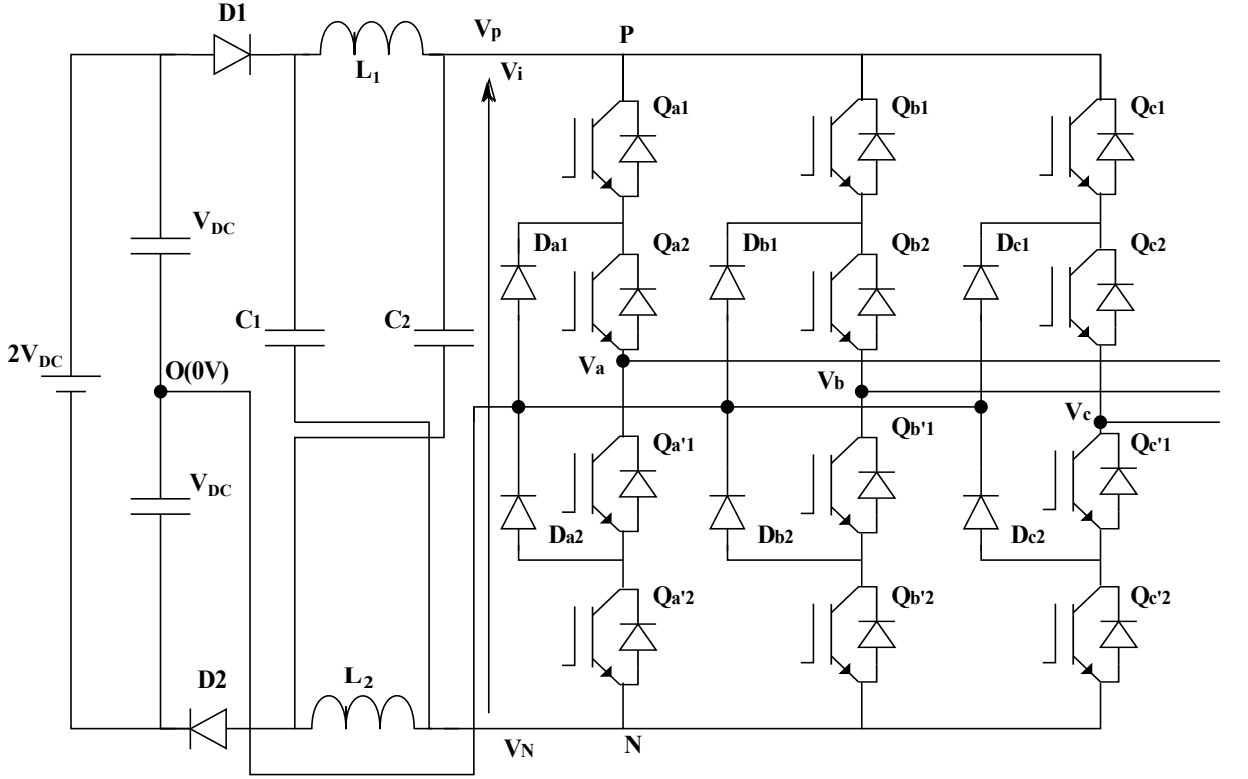 D1
Vp
P
L1
Vi
Qa1
Qb1
Qc1
VDC
Da1
Qa2
Db1
Qb2
Dc1
Qc2
C1
C2
2VDC
O(0V)
Va
Vb
Vc
VDC
Qa'1
Qb'1
Qc'1
Da2
Db2
Dc2
Qa'2
Qb'2
Qc'2
D2
L2
VN
N